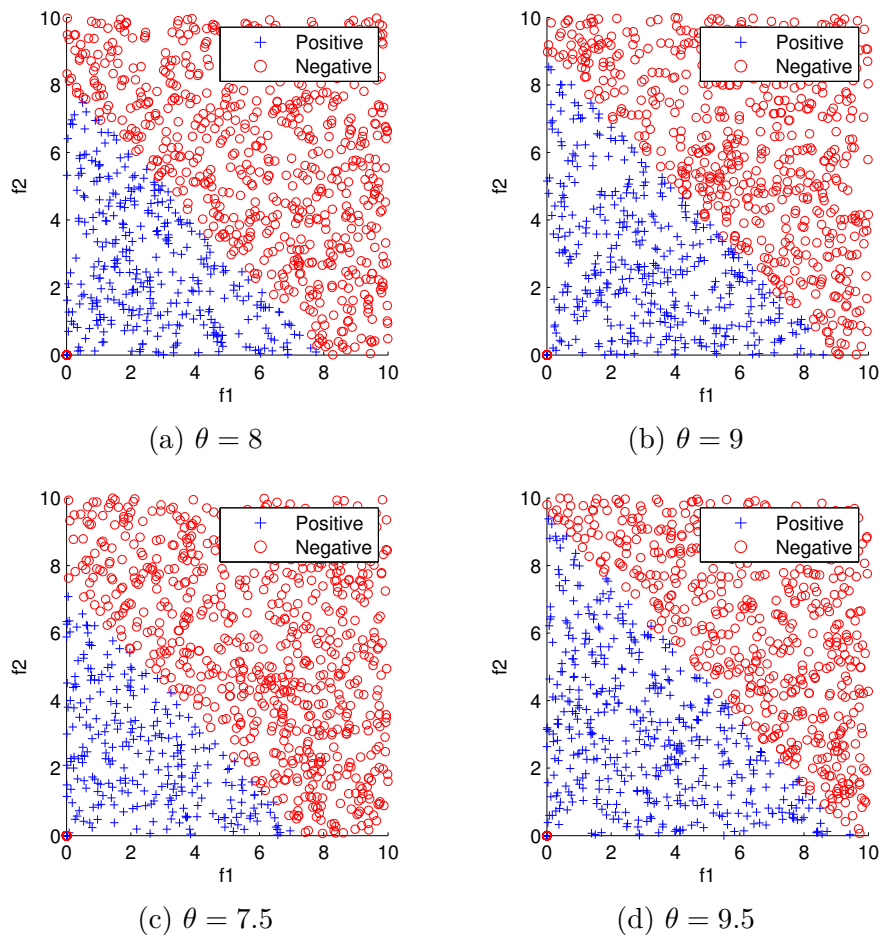 10
8
6
4
2
0
f2
Positive
Negative
0 2 4 6 8 10
f1
(a) θ = 8
10
8
6
4
2
0
f2
Positive
Negative
0 2 4 6 8 10
f1
(b) θ = 9
10
8
6
4
2
0
f2
Positive
Negative
0 2 4 6 8 10
f1
(c) θ = 7.5
10
8
6
4
2
0
f2
Positive
Negative
0 2 4 6 8 10
f1
(d) θ = 9.5